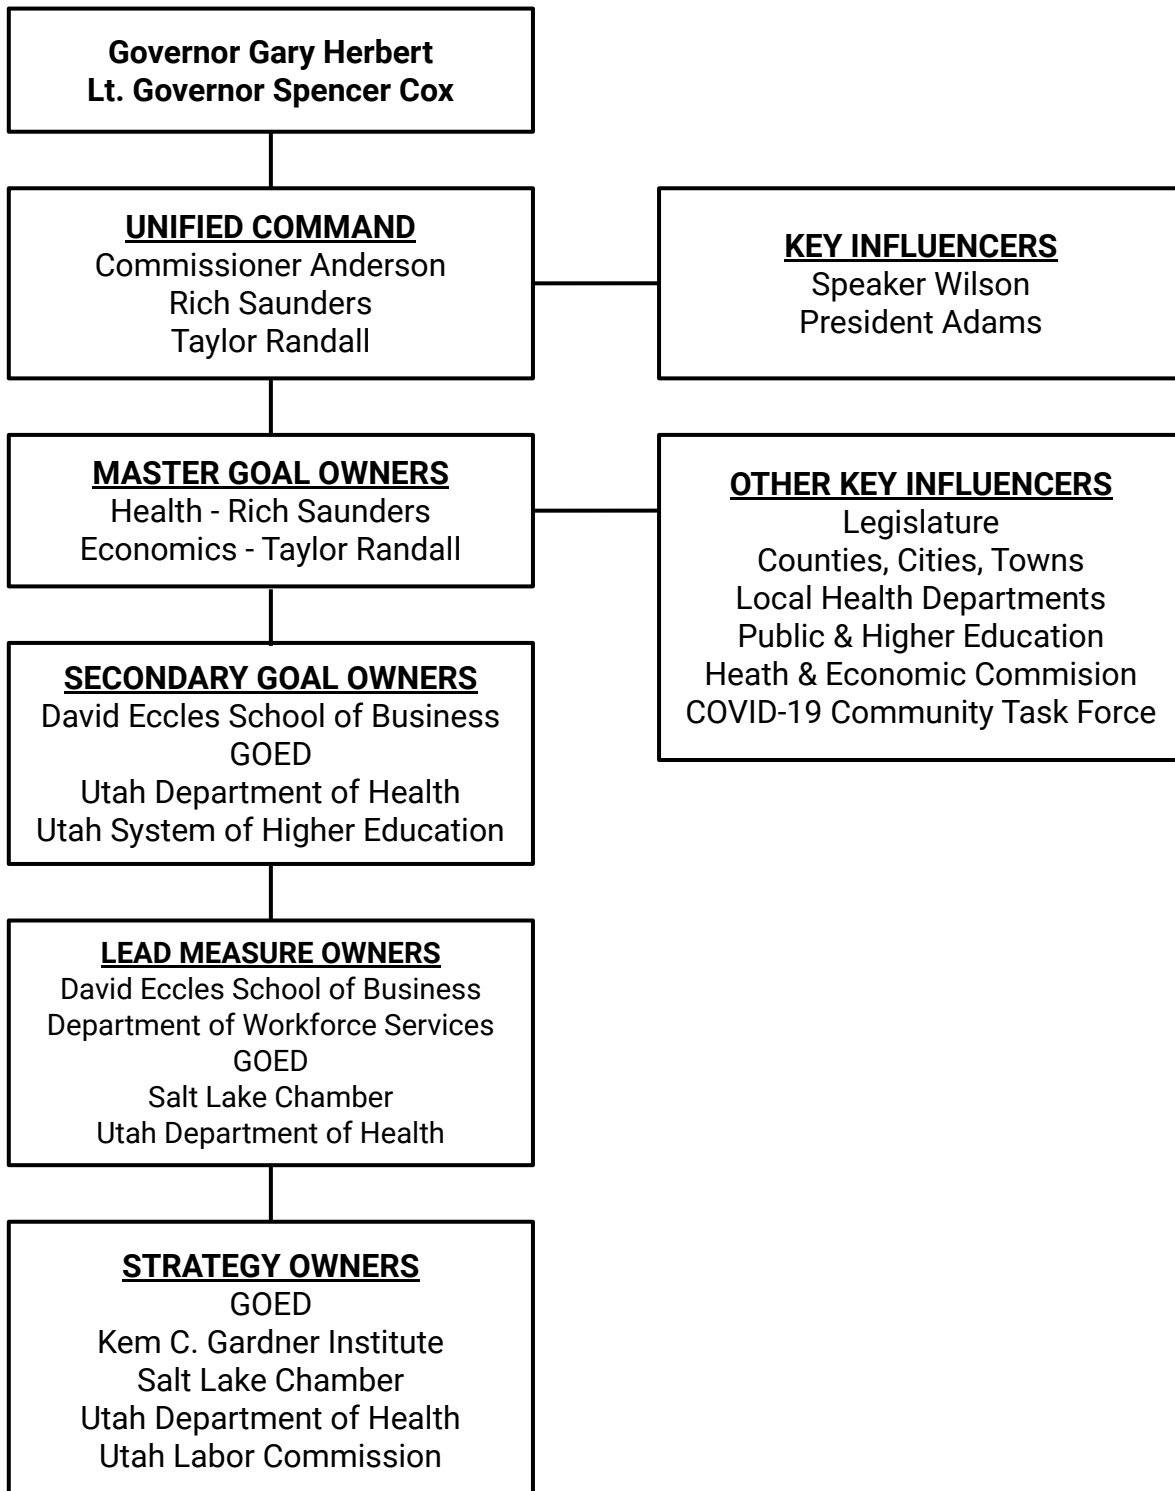 Governor Gary Herbert
Lt. Governor Spencer Cox
UNIFIED COMMAND
Commissioner Anderson
Rich Saunders
Taylor Randall
KEY INFLUENCERS
Speaker Wilson
President Adams
MASTER GOAL OWNERS
Health - Rich Saunders
Economics - Taylor Randall
OTHER KEY INFLUENCERS
Legislature
Counties, Cities, Towns
Local Health Departments
Public & Higher Education
Heath & Economic Commision
COVID-19 Community Task Force
SECONDARY GOAL OWNERS
David Eccles School of Business
GOED
Utah Department of Health
Utah System of Higher Education
LEAD MEASURE OWNERS
David Eccles School of Business
Department of Workforce Services
GOED
Salt Lake Chamber
Utah Department of Health
STRATEGY OWNERS
GOED
Kem C. Gardner Institute
Salt Lake Chamber
Utah Department of Health
Utah Labor Commission